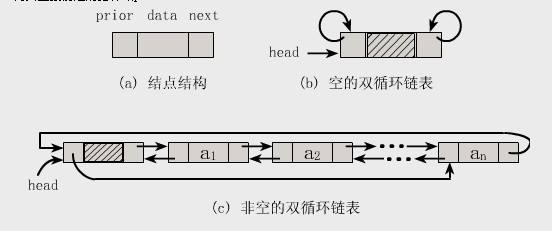 prior data next
head
(a) 结点结构
(b) 空的双循环链表
a1
a2
an
head
(c) 非空的双循环链表